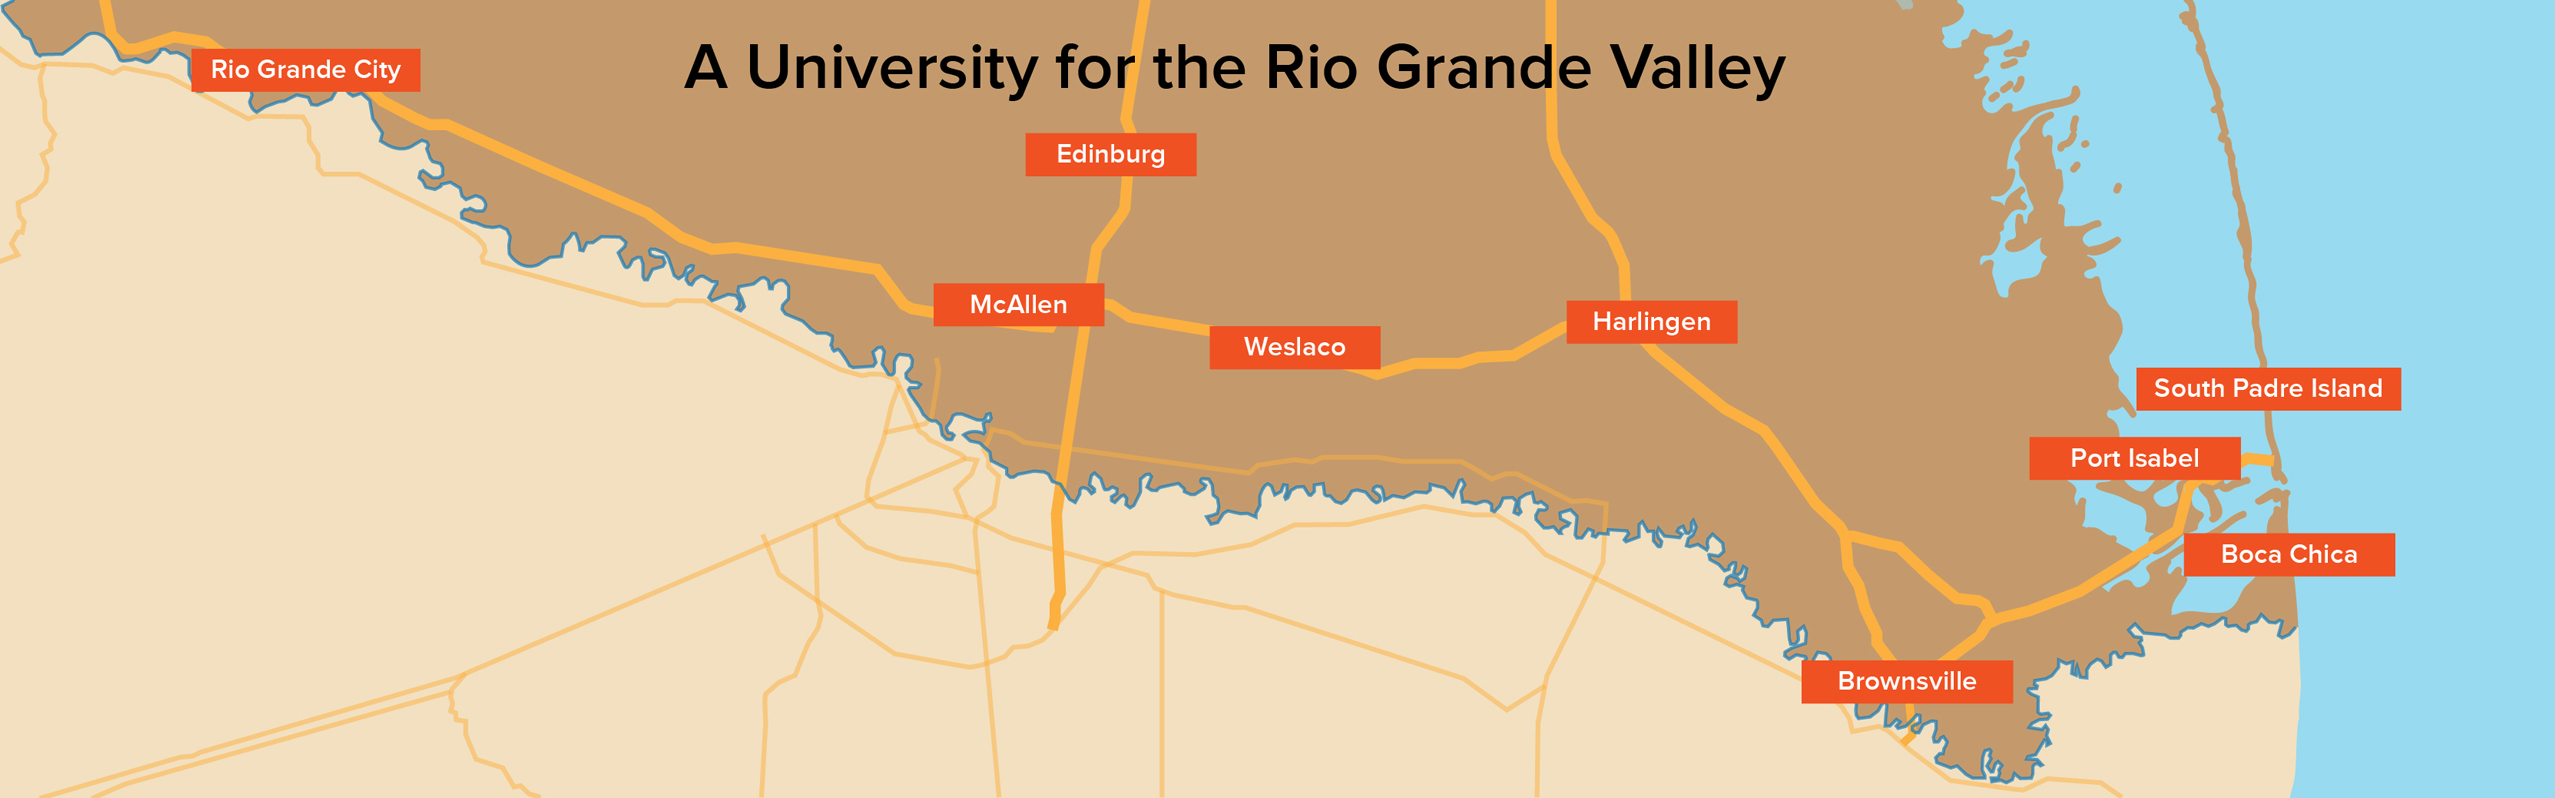 A University for the Rio Grande Valley
Rio Grande City
Edinburg
McAllen
Weslaco
Harlingen
South Padre Island
Port Isabel
Boca Chica
Brownsville